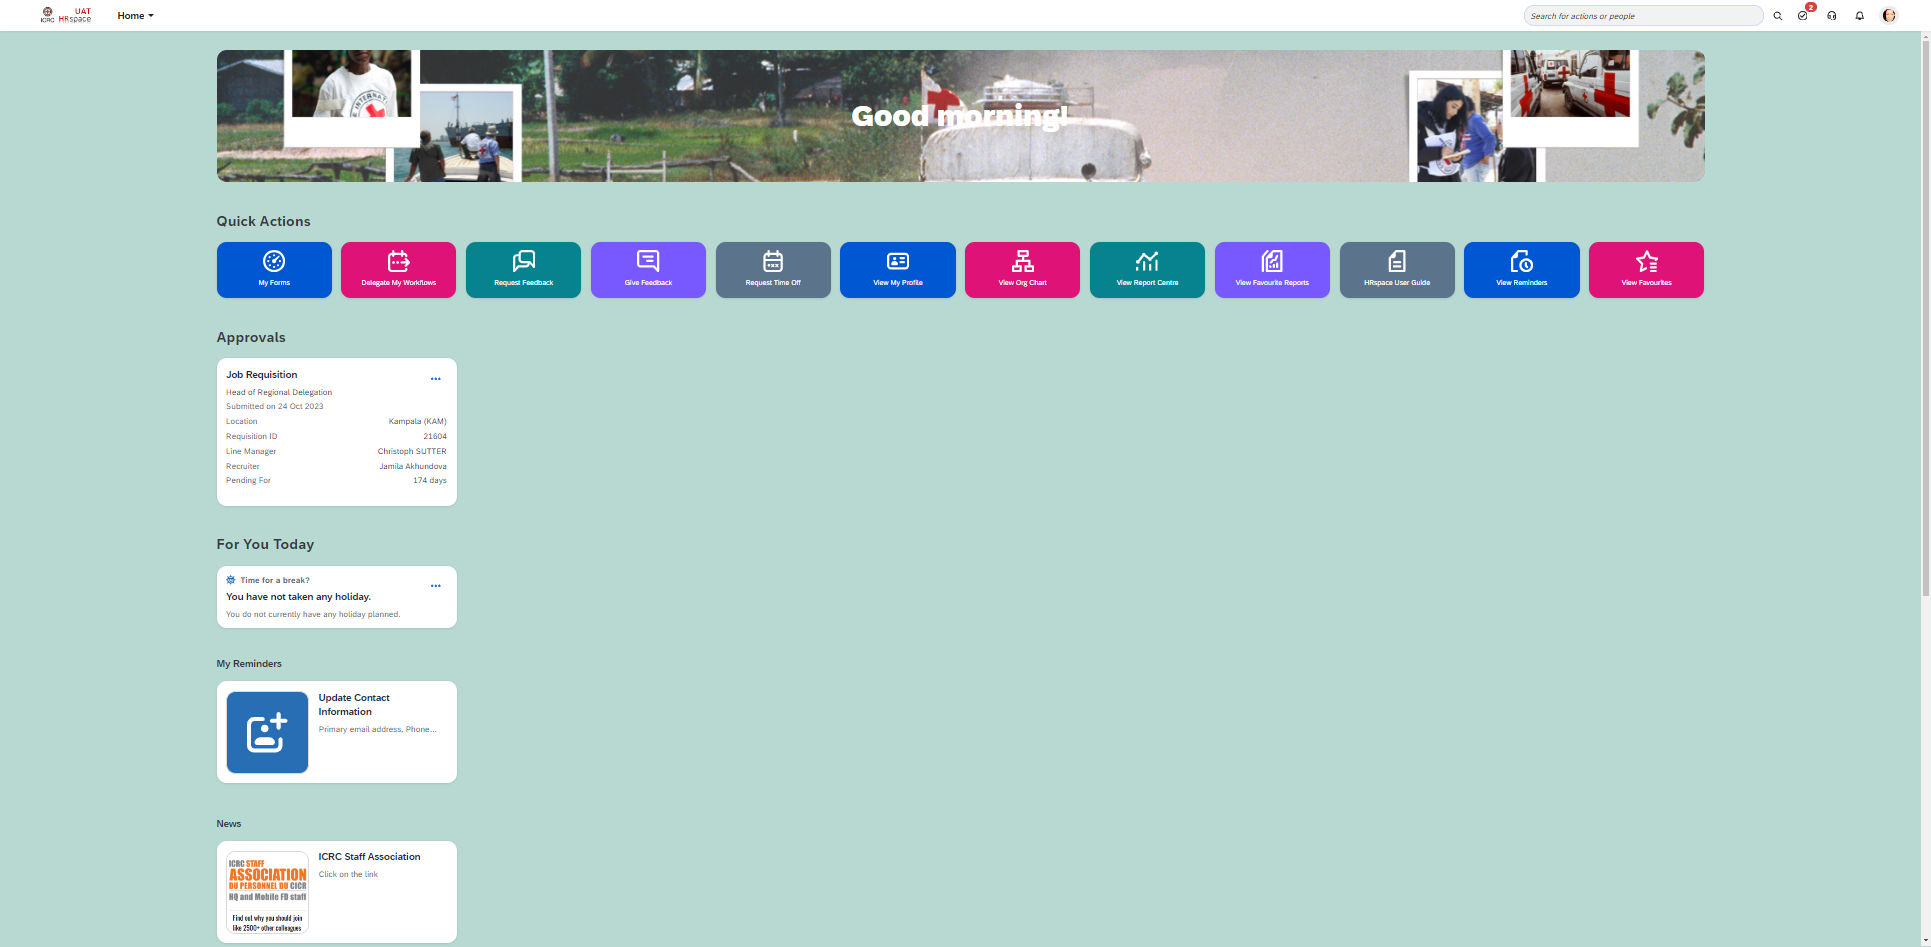 ICRC
UAT
HRspace
Home
Search for actions or people
2
INTERNAT
Good morning!
Quick Actions
My Forms
Delegate My Workflows
Request Feedback
Give Feedback
Request Time Off
View My Profile
View Org Chart
View Report Centre
View Favourite Reports
HRspace User Guide
View Reminders
View Favourites
Approvals
Job Requisition
Head of Regional Delegation
Submitted on 24 Oct 2023
Location Kampala (KAM)
Requisition ID 21604
Line Manager Christoph SUTTER
Recruiter Jamila Akhundova
Pending For 174 days
For You Today
Time for a break?
You have not taken any holiday.
You do not currently have any holiday planned.
My Reminders
Update Contact
Information
Primary email address, Phone...
News
ICRC STAFF
ASSOCIATION
DU PERSONNEL DU CICR
HQ and Mobile FD staff
Find out why you should join
like 2500+ other colleagues
ICRC Staff Association
Click on the link